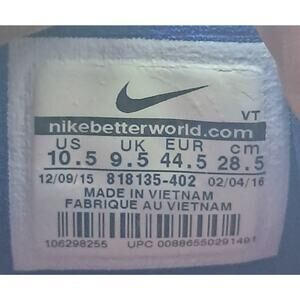 VT
nikebetterworld.com
US UK EUR cm
10.5 9.5 44.5 28.5
12/09/15 818135-402 02/04/16
MADE IN VIETNAM
FABRIQUE AU VIETNAM
106298255 UPC 00886550291491